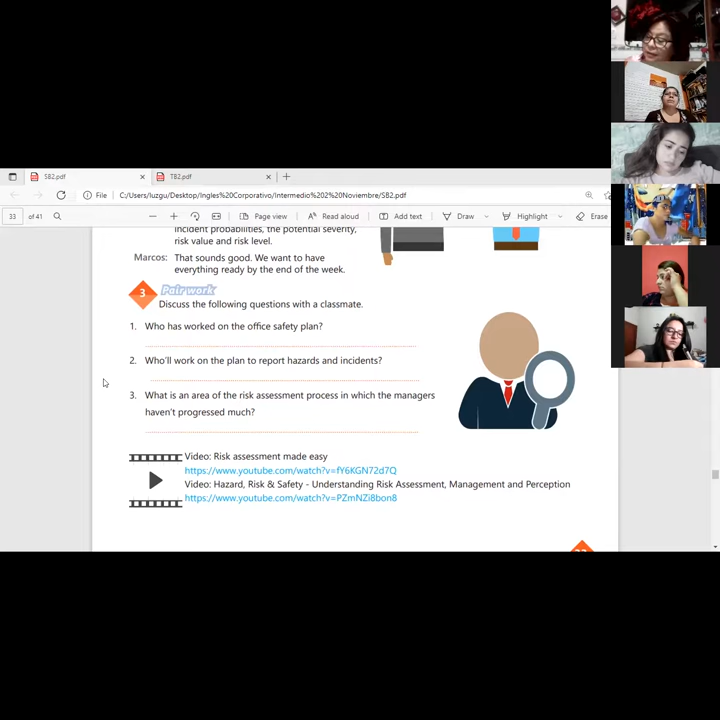 SB2.pdf
TB2.pdf
File
C:/Users/luzgu/Desktop/Ingles%20Corporativo/Intermedio%202%20Noviembre/SB2.pdf
33 of 41
Page view
Read aloud
Add text
Draw
Highlight
Erase
incident probabilities, the potential severity,
risk value and risk level.
Marcos: That sounds good. We want to have
everything ready by the end of the week.
3 Pair work
Discuss the following questions with a classmate.
1. Who has worked on the office safety plan?
2. Who'll work on the plan to report hazards and incidents?
3. What is an area of the risk assessment process in which the managers
haven't progressed much?
Video: Risk assessment made easy
https://www.youtube.com/watch?v=fY6KGN72d7Q
Video: Hazard, Risk & Safety - Understanding Risk Assessment, Management and Perception
https://www.youtube.com/watch?v=PZmNZi8bon8